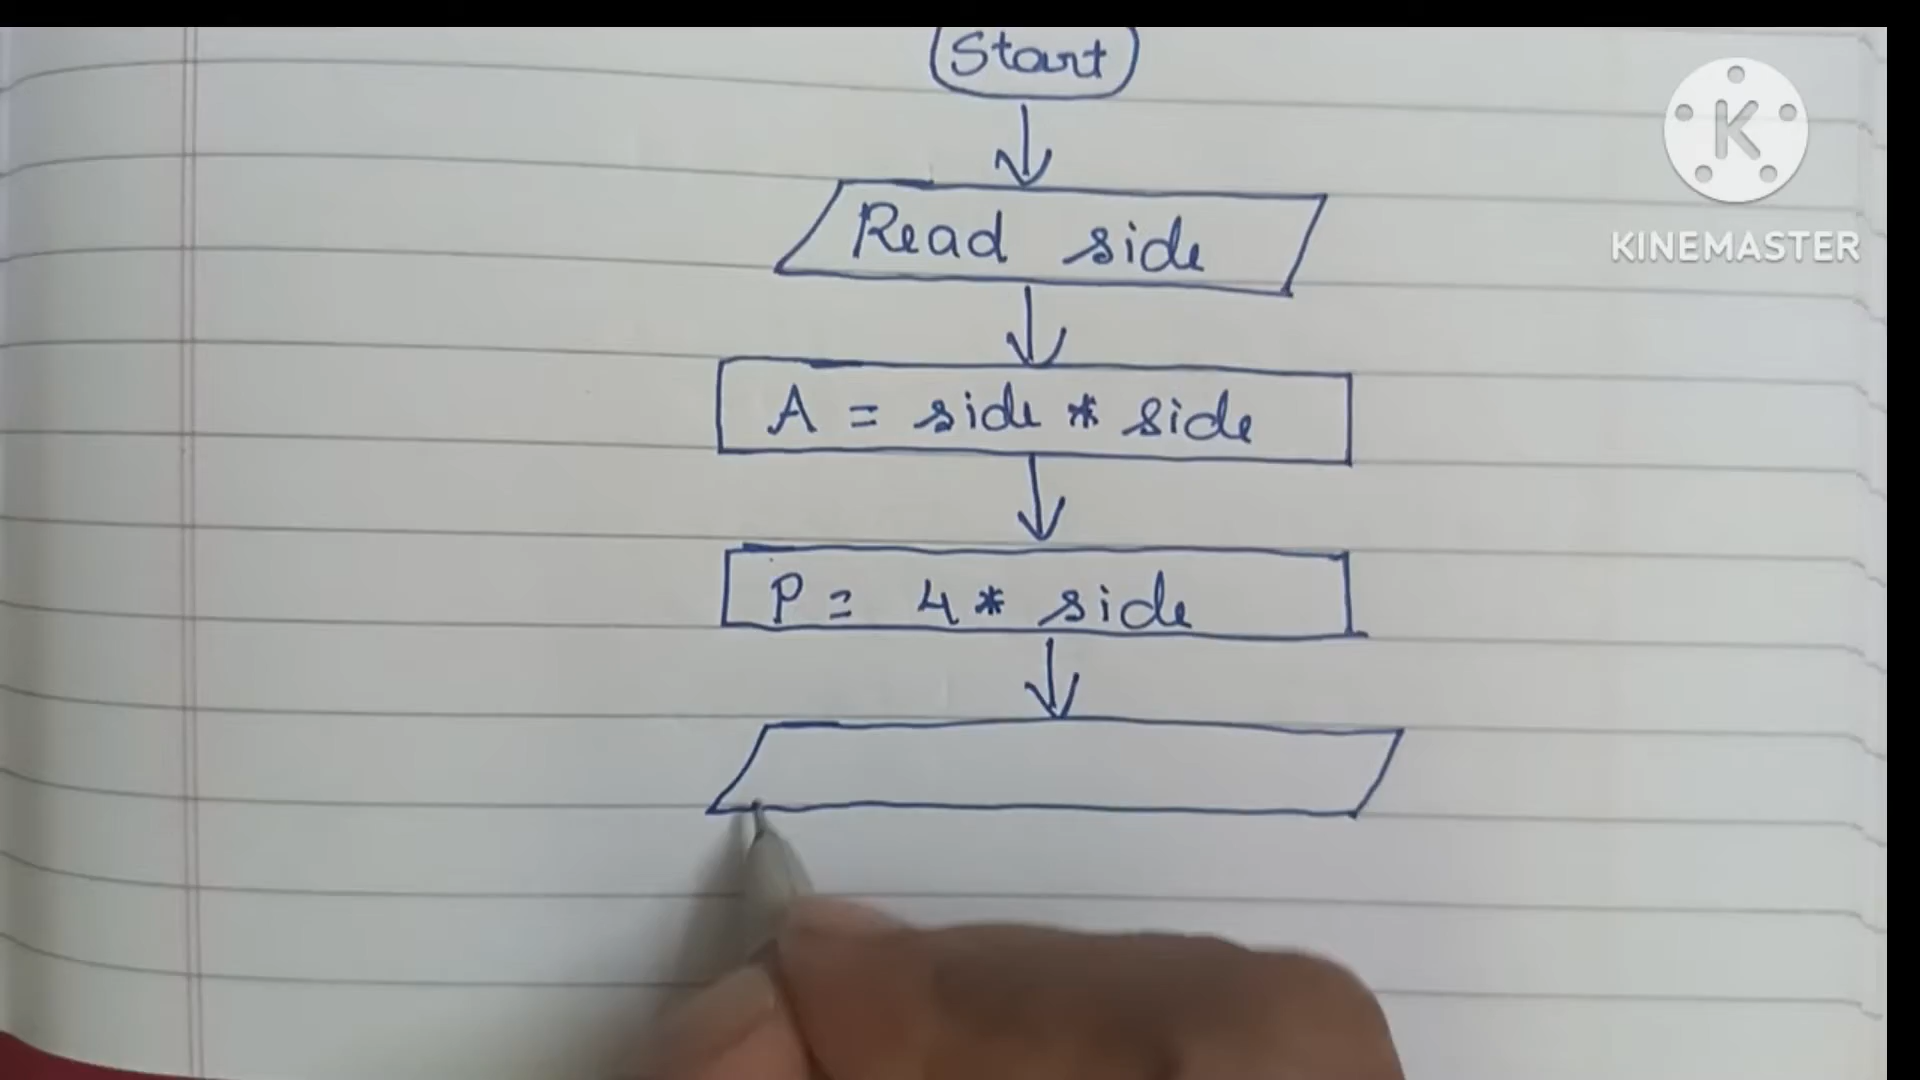 Start
Read side
A = side * side
P = 4 * side
K
KINEMASTER